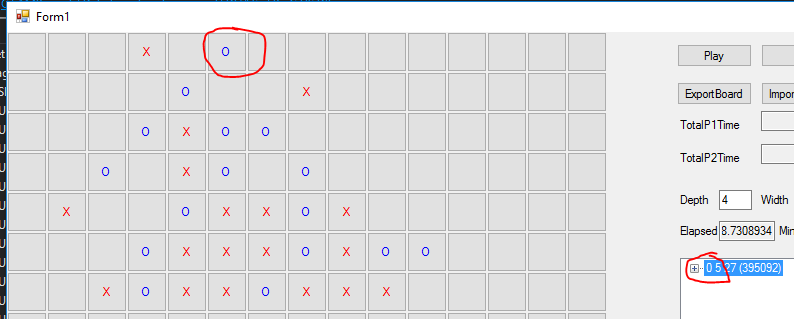 Form1
X O
O X
O X O O
O X O O
X O X X O X
O X X X O X O O
X O X X O X X X
Play
ExportBoard Impor
TotalP1Time
TotalP2Time
Depth 4 Width
Elapsed 8.7308934 Min
0 5 27 (395092)